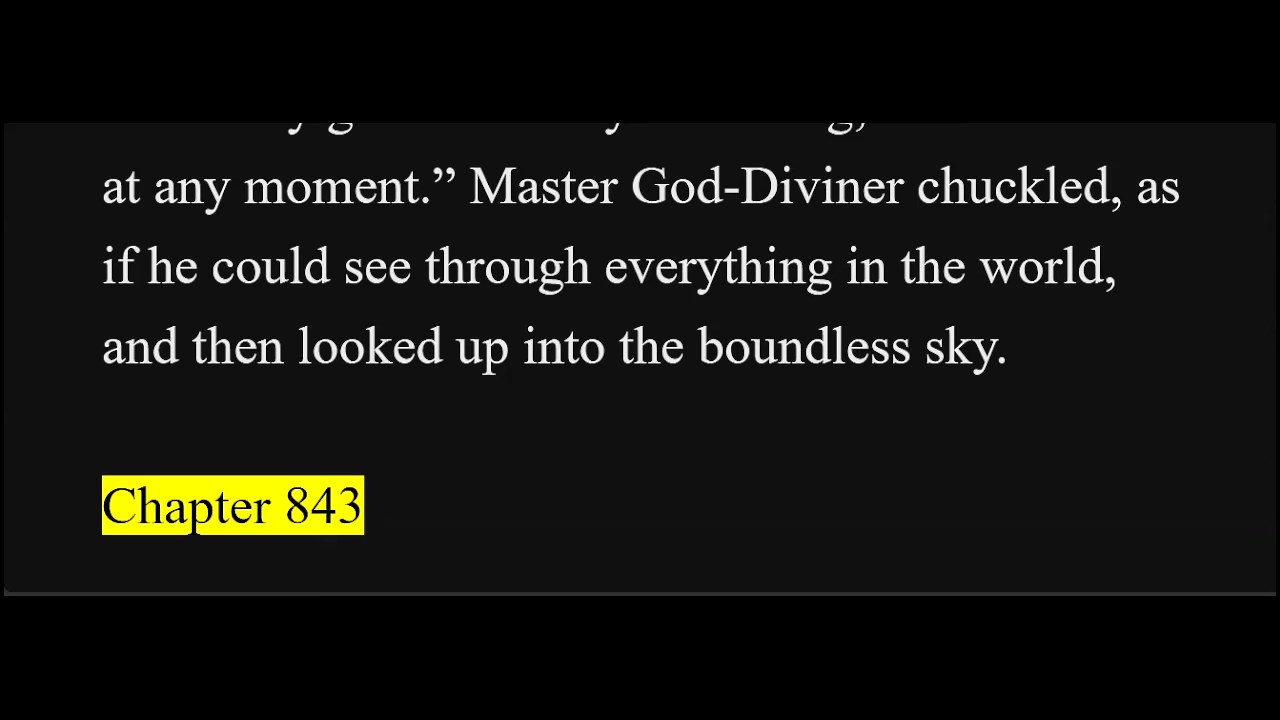 at any moment.” Master God-Diviner chuckled, as
if he could see through everything in the world,
and then looked up into the boundless sky.
Chapter 843